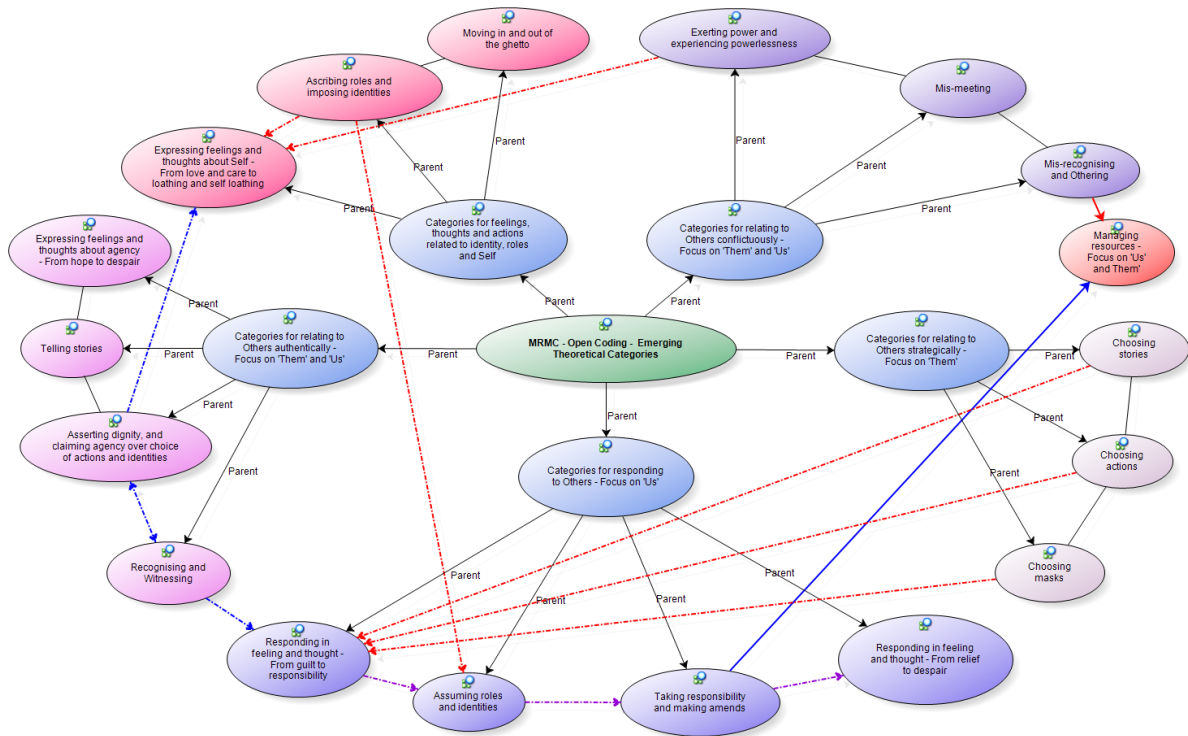 Moving in and out
of the ghetto
Exerting power and
experiencing powerlessness
Ascribing roles and
imposing identities
Mis-meeting
Expressing feelings and
thoughts about Self -
From love and care to
loathing and self loathing
Mis-recognising
and Othering
Parent
Parent
Parent
Parent
Parent
Parent
Expressing feelings and
thoughts about agency
- From hope to despair
Categories for feelings,
thoughts and actions
related to identity, roles
and Self
Categories for relating to
Others conflictuously -
Focus on 'Them' and 'Us'
Managing
resources -
Focus on 'Us'
and Them'
Parent
Parent
Parent
Telling stories
Parent
Categories for relating to
Others authentically -
Focus on 'Them' and 'Us'
Parent
MRMC - Open Coding - Emerging
Theoretical Categories
Parent
Categories for relating to
Others strategically -
Focus on 'Them'
Parent
Choosing
stories
Parent
Parent
Parent
Parent
Parent
Asserting dignity, and
claiming agency over choice
of actions and identities
Categories for responding
to Others - Focus on 'Us'
Choosing
actions
Recognising and
Witnessing
Choosing
masks
Parent
Parent
Parent
Parent
Responding in
feeling and thought -
From guilt to
responsibility
Assuming roles
and identities
Taking responsibility
and making amends
Responding in feeling
and thought - From relief
to despair